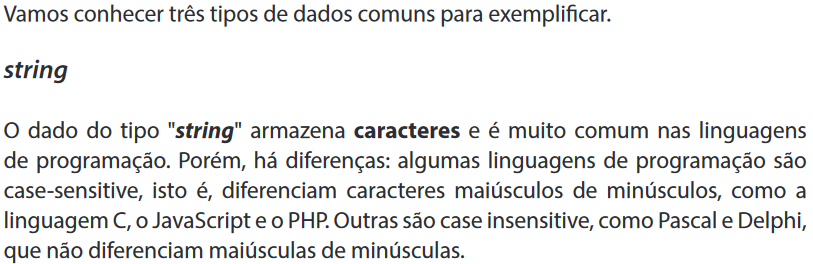 Vamos conhecer três tipos de dados comuns para exemplificar.
string
O dado do tipo "string" armazena caracteres e é muito comum nas linguagens
de programação. Porém, há diferenças: algumas linguagens de programação são
case-sensitive, isto é, diferenciam caracteres maiúsculos de minúsculos, como a
linguagem C, o JavaScript e o PHP. Outras são case insensitive, como Pascal e Delphi,
que não diferenciam maiúsculas de minúsculas.